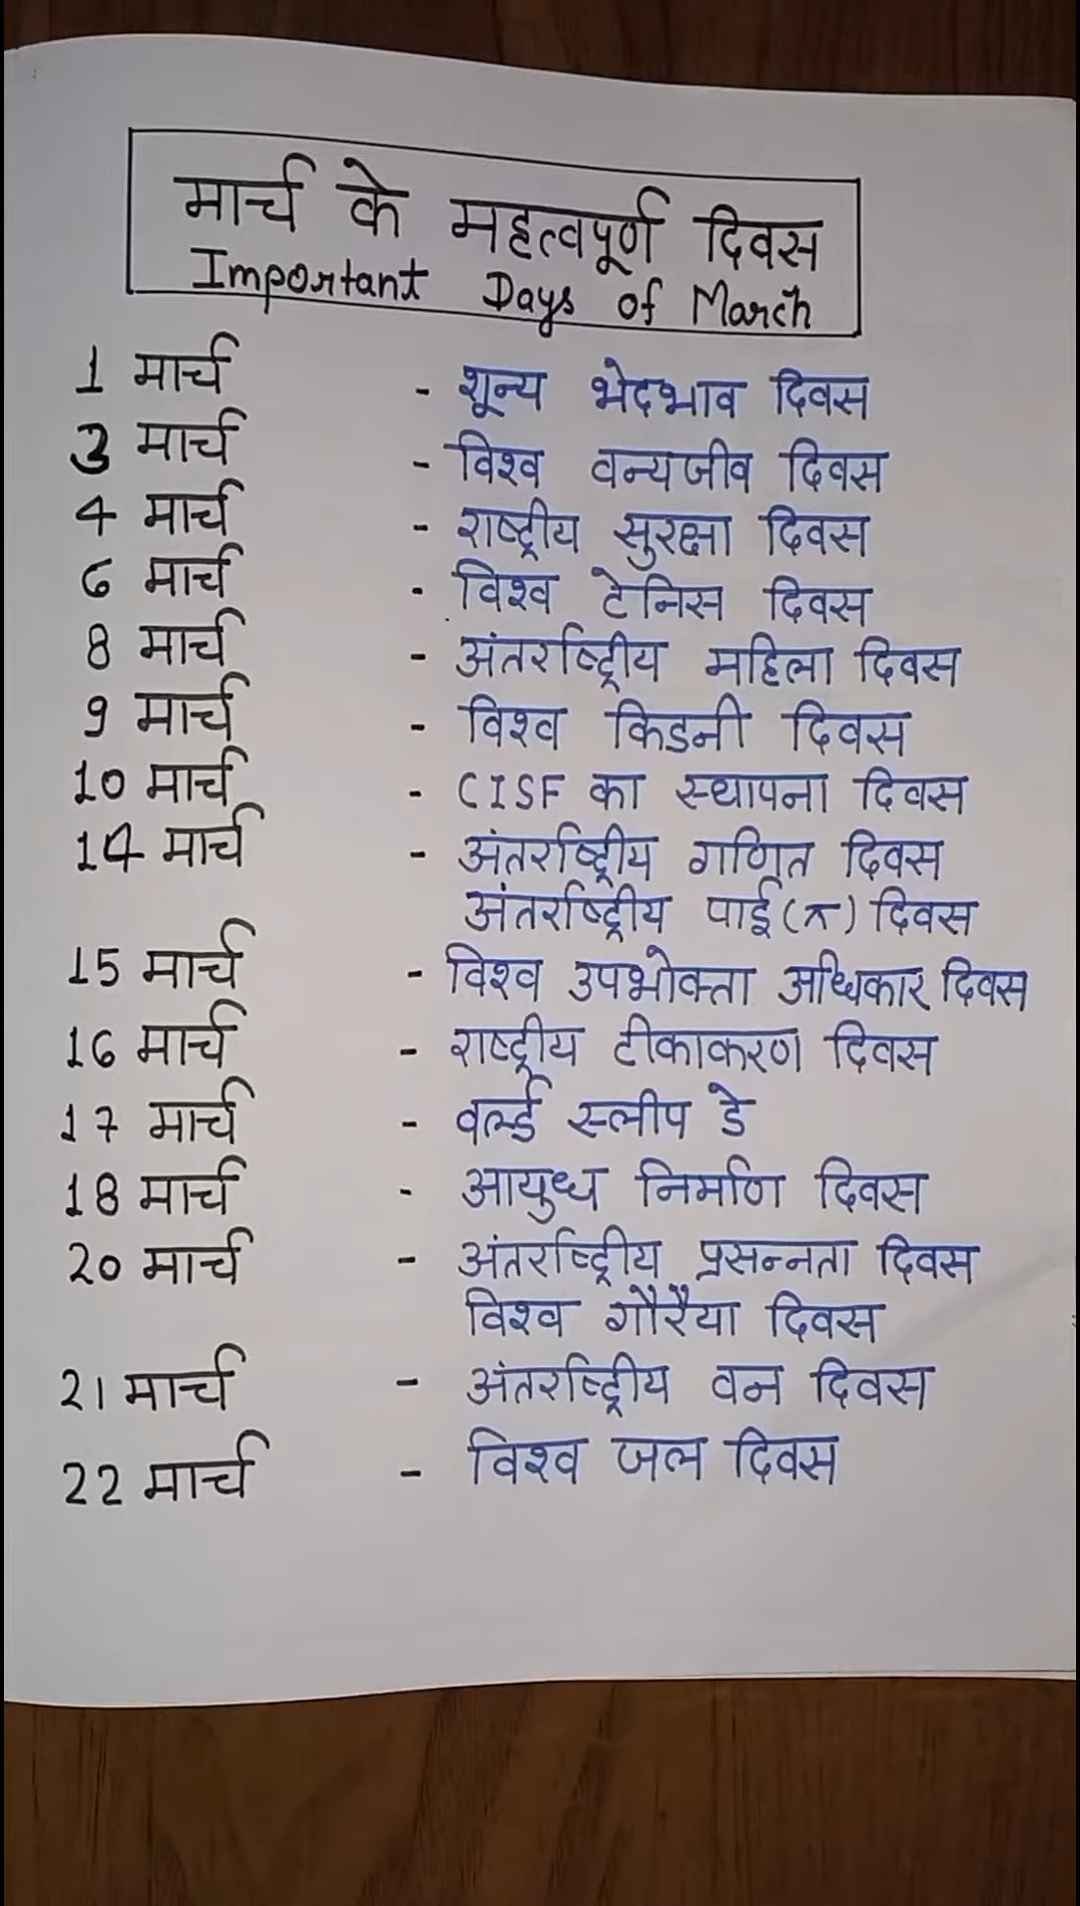 मार्च के महत्वपूर्ण दिवस
Important Days of March
1 मार्च - शून्य भेदभाव दिवस
3 मार्च - विश्व वन्यजीव दिवस
4 मार्च - राष्ट्रीय सुरक्षा दिवस
6 मार्च - विश्व टेनिस दिवस
8 मार्च - अंतर्राष्ट्रीय महिला दिवस
9 मार्च - विश्व किडनी दिवस
10 मार्च - CISF का स्थापना दिवस
14 मार्च - अंतर्राष्ट्रीय गणित दिवस
अंतर्राष्ट्रीय पाई (π) दिवस
15 मार्च - विश्व उपभोक्ता अधिकार दिवस
16 मार्च - राष्ट्रीय टीकाकरण दिवस
17 मार्च - वर्ल्ड स्लीप डे
18 मार्च - आयुध निर्माण दिवस
20 मार्च - अंतर्राष्ट्रीय प्रसन्नता दिवस
विश्व गौरैया दिवस
21 मार्च - अंतर्राष्ट्रीय वन दिवस
22 मार्च - विश्व जल दिवस